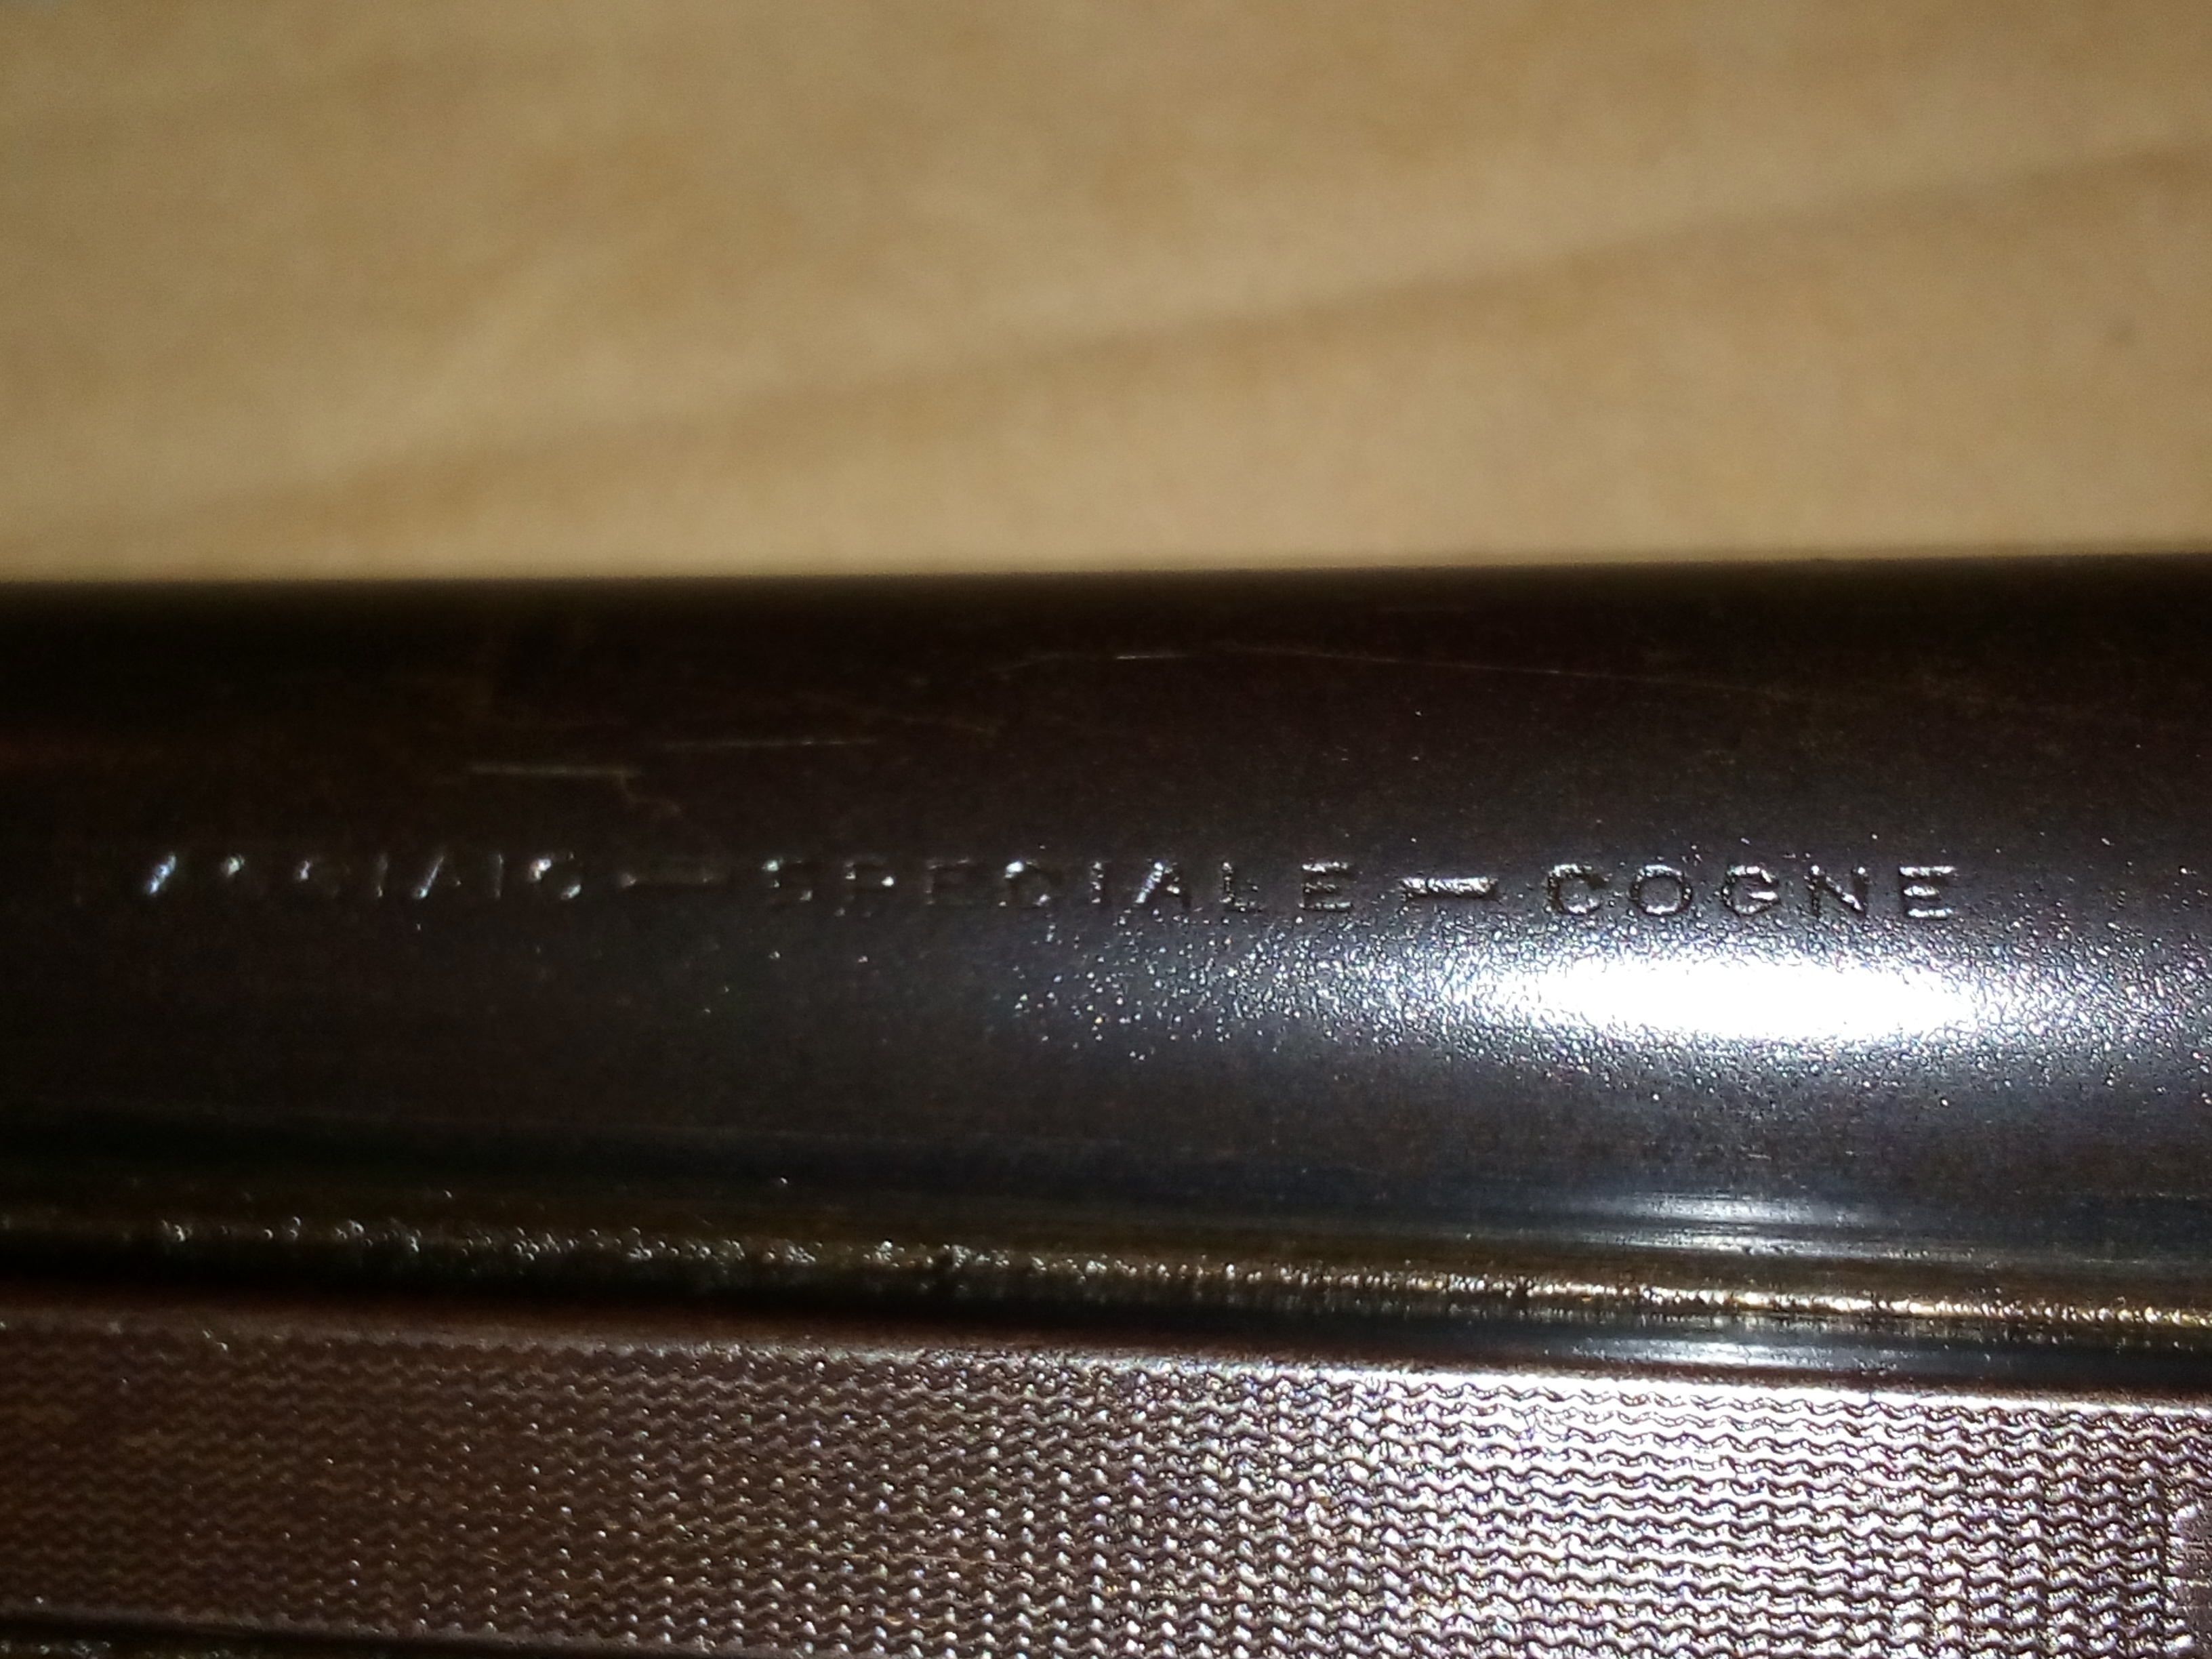 ACCIAIO - SPECIALE - COGNE